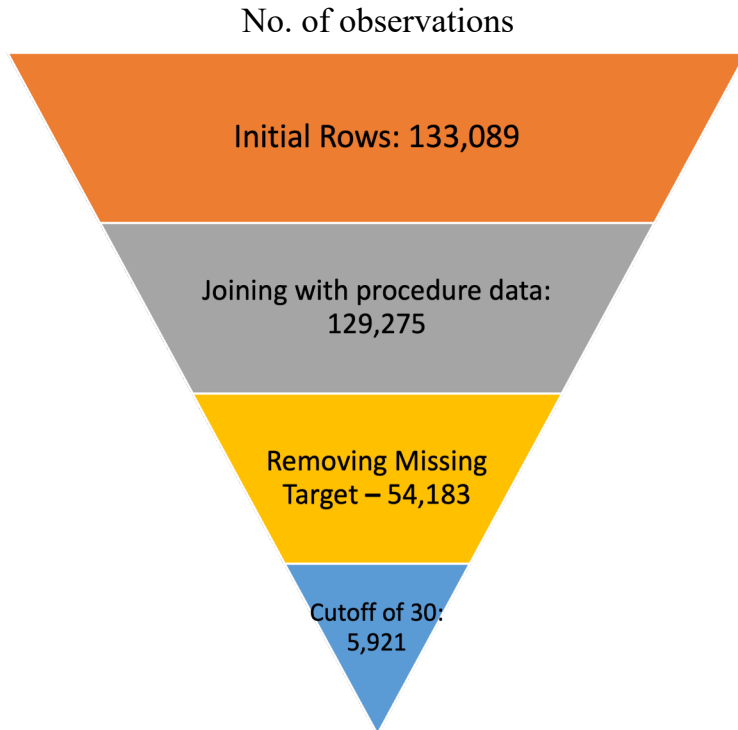 No. of observations
Initial Rows: 133,089
Joining with procedure data:
129,275
Removing Missing
Target – 54,183
Cutoff of 30:
5,921